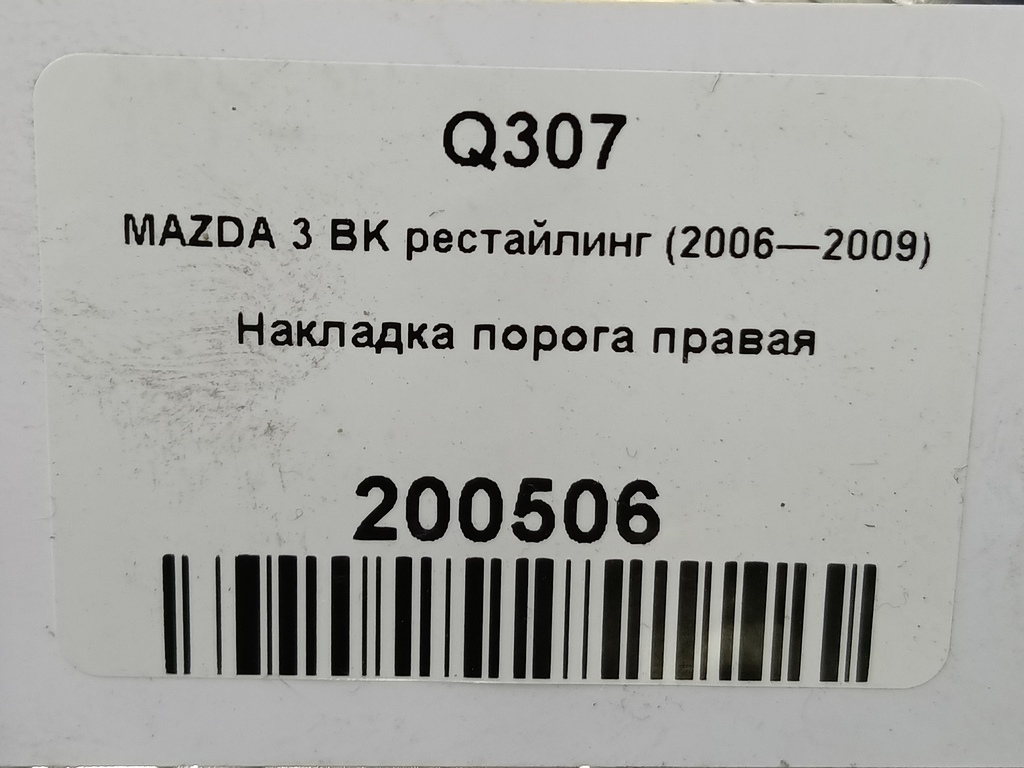 Q307
MAZDA 3 BK рестайлинг (2006—2009)
Накладка порога правая
200506